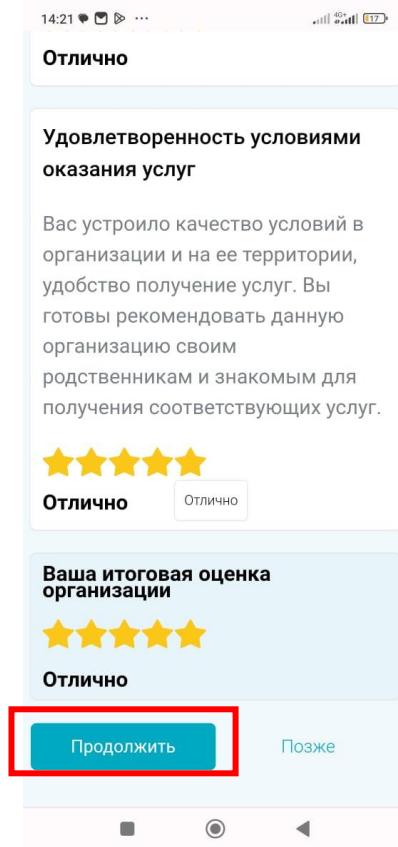 14:21
4G+
17
Отлично
Удовлетворенность условиями
оказания услуг
Вас устроило качество условий в
организации и на ее территории,
удобство получение услуг. Вы
готовы рекомендовать данную
организацию своим
родственникам и знакомым для
получения соответствующих услуг.
Отлично
Отлично
Ваша итоговая оценка
организации
Отлично
Продолжить
Позже